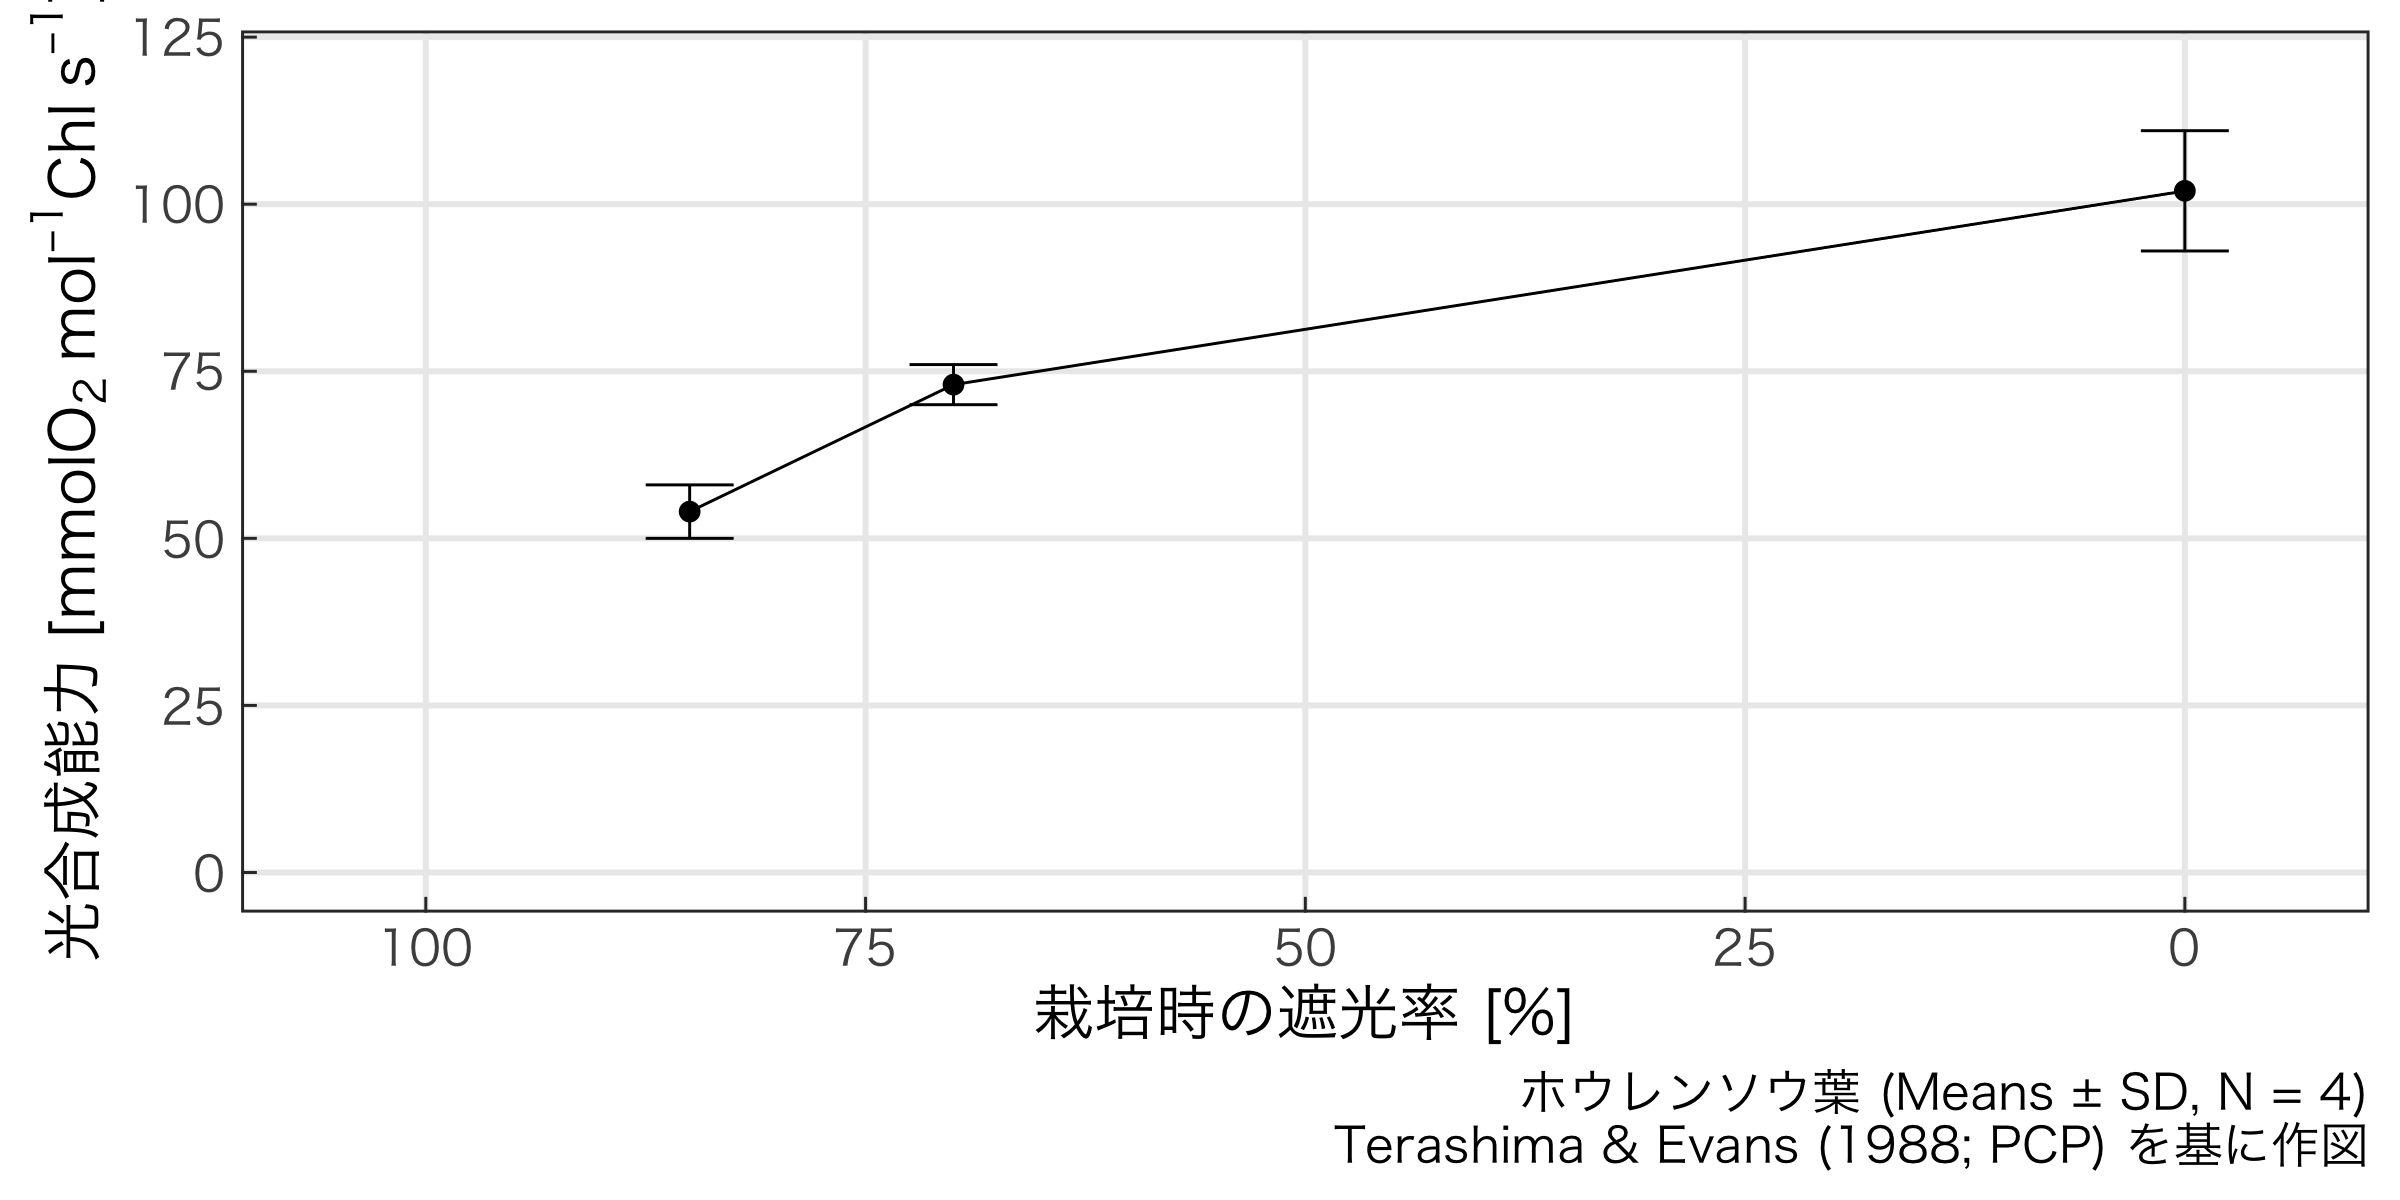 光合成能力 [mmolO₂ mol⁻¹ Chl s⁻¹
125
100
75
50
25
0
100 75 50 25 0
栽培時の遮光率 [%]
ホウレンソウ葉 (Means ± SD, N = 4)
Terashima & Evans (1988; PCP) を基に作図